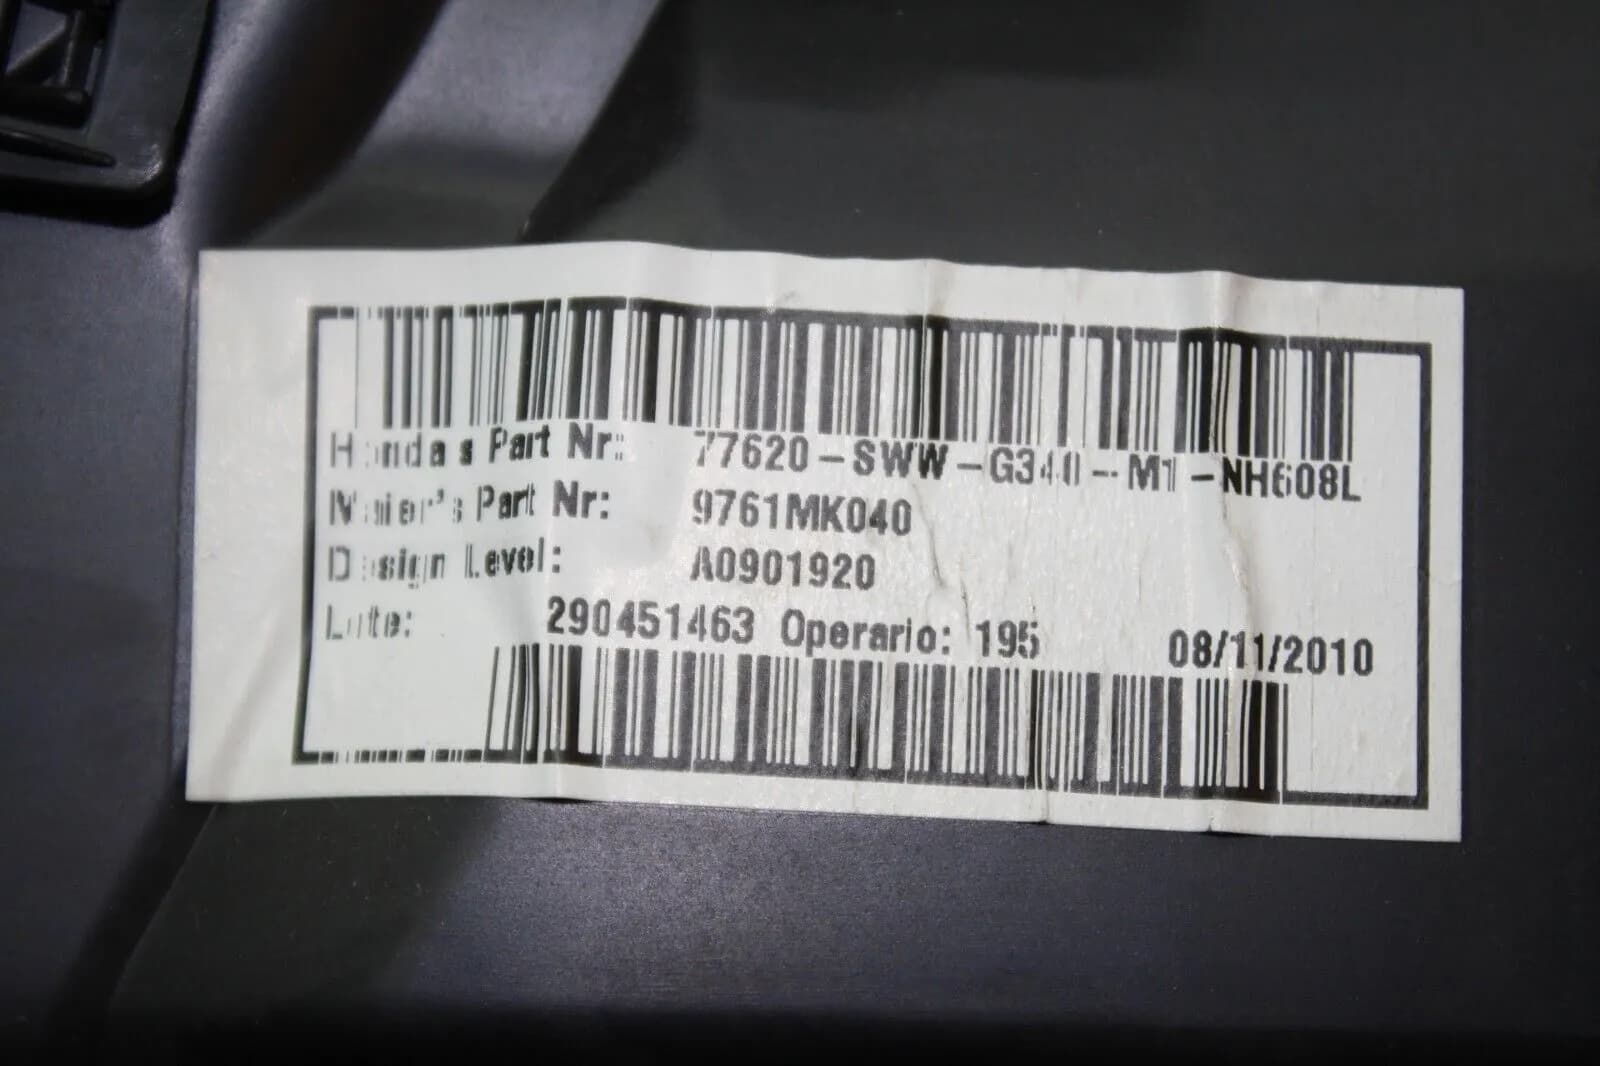 Honda's Part Nr: 77620-SWW-G340-M1-NH608L
Maier's Part Nr: 9761MK040
Design Level: A0901920
Lote: 290451463 Operario: 195 08/11/2010